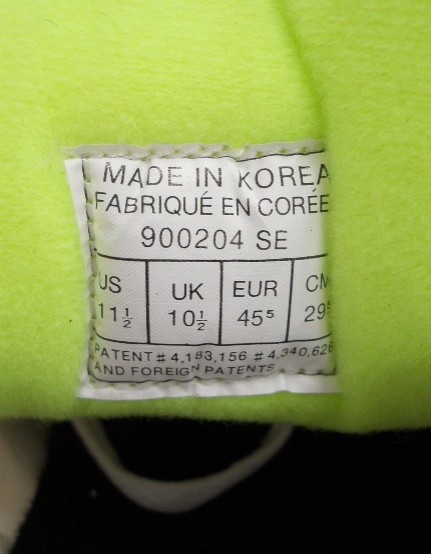 MADE IN KOREA
FABRIQUÉ EN CORÉE
900204 SE
US UK EUR CM
11½ 10½ 45⁵ 29⁵
PATENT # 4,183,156 # 4,340,626
AND FOREIGN PATENTS